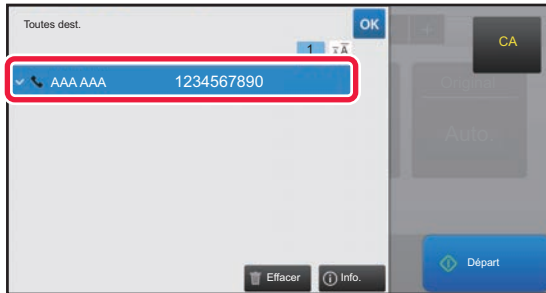 Toutes dest.
OK
CA
1
AAA AAA 1234567890
Original
Auto.
Effacer
Info.
Départ